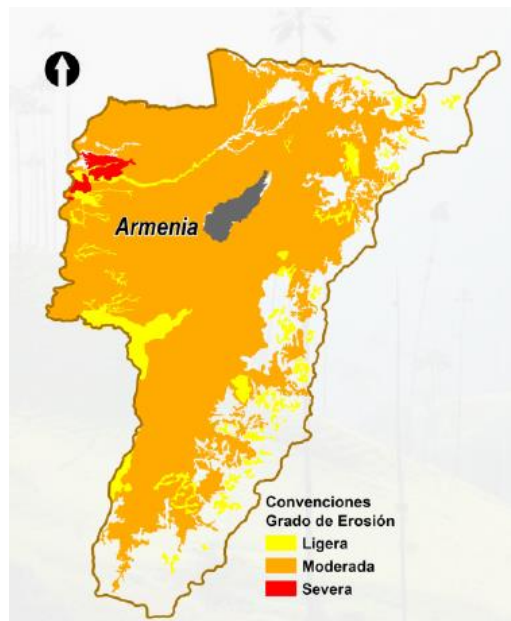 Armenia
Convenciones
Grado de Erosión
Ligera
Moderada
Severa